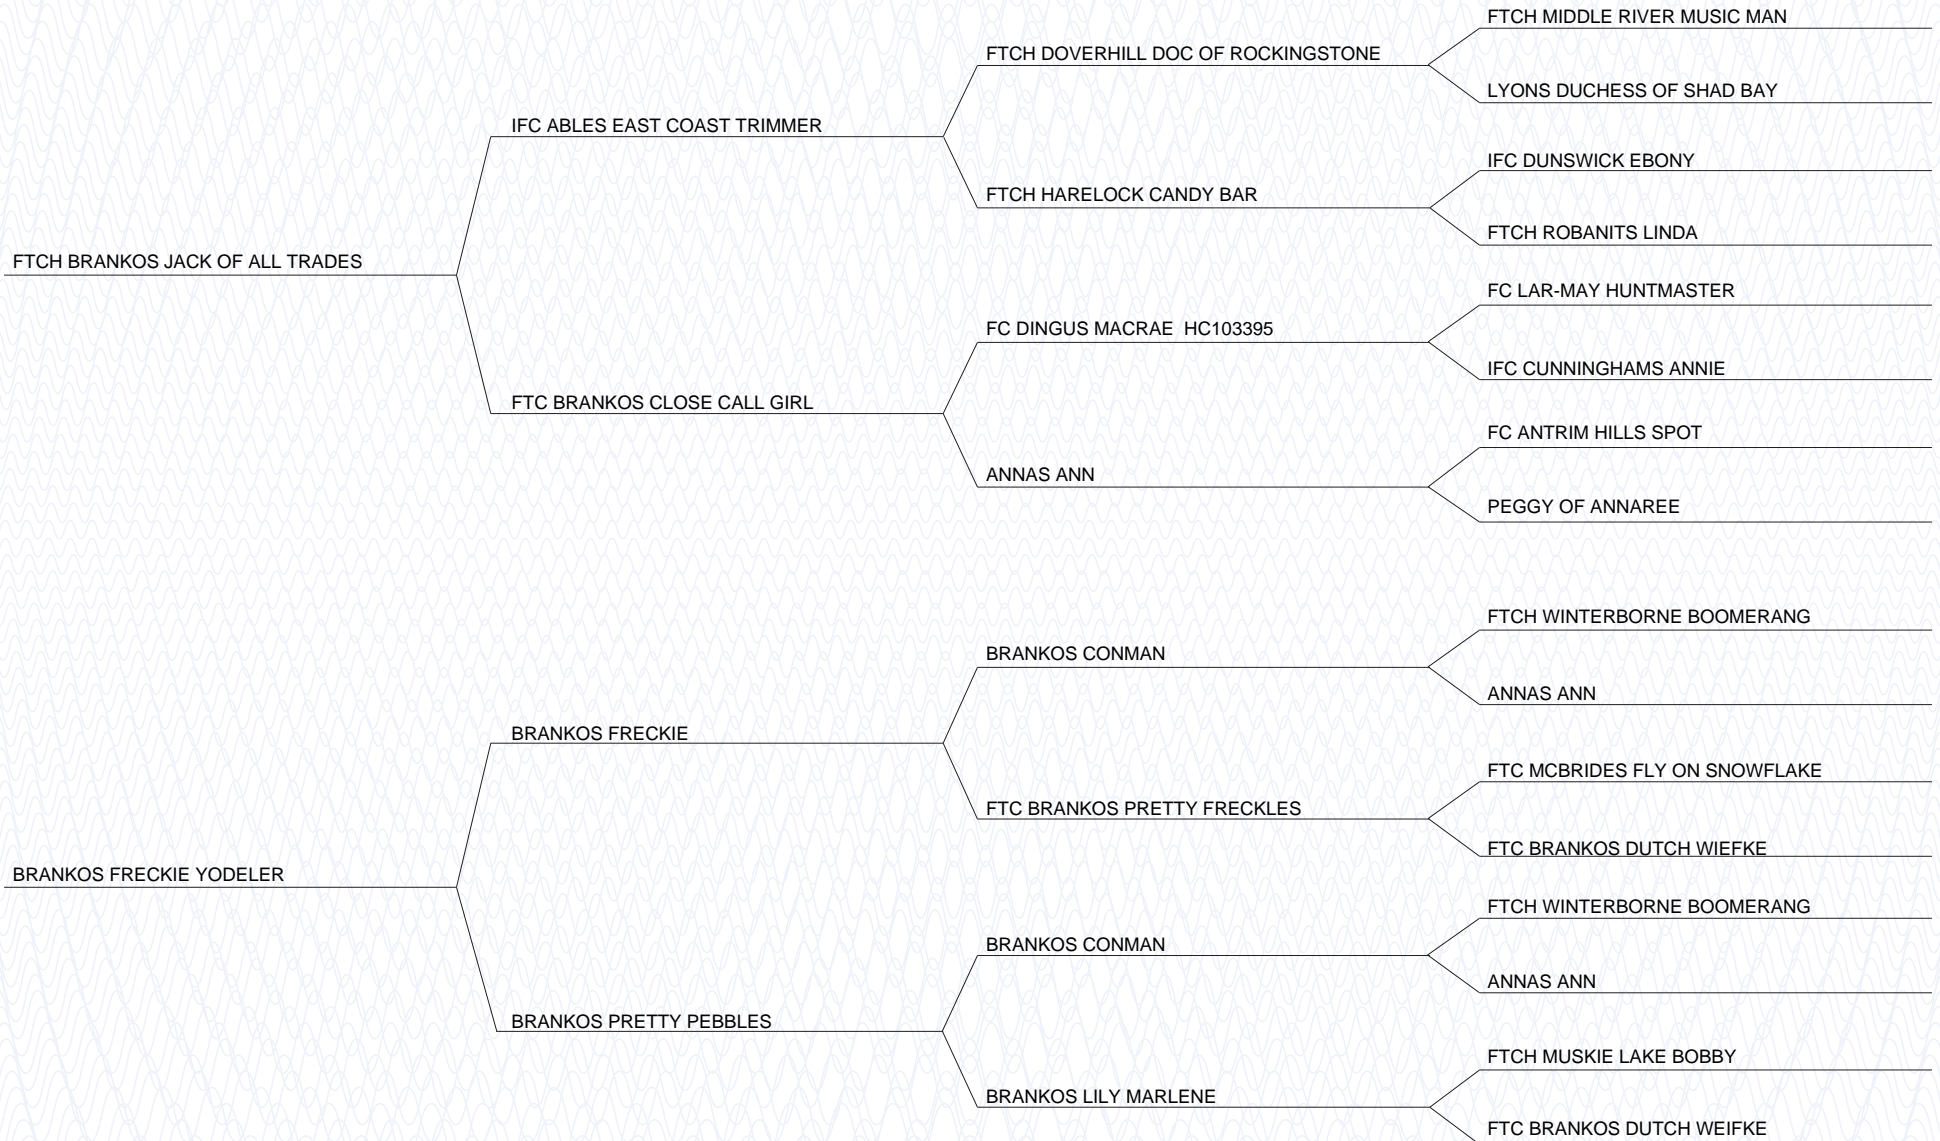 FTCH MIDDLE RIVER MUSIC MAN
FTCH DOVERHILL DOC OF ROCKINGSTONE
LYONS DUCHESS OF SHAD BAY
IFC ABLES EAST COAST TRIMMER
IFC DUNSWICK EBONY
FTCH HARELOCK CANDY BAR
FTCH ROBANITS LINDA
FTCH BRANKOS JACK OF ALL TRADES
FC LAR-MAY HUNTMASTER
FC DINGUS MACRAE HC103395
IFC CUNNINGHAMS ANNIE
FTC BRANKOS CLOSE CALL GIRL
FC ANTRIM HILLS SPOT
ANNAS ANN
PEGGY OF ANNAREE
FTCH WINTERBORNE BOOMERANG
BRANKOS CONMAN
ANNAS ANN
BRANKOS FRECKIE
FTC MCBRIDES FLY ON SNOWFLAKE
FTC BRANKOS PRETTY FRECKLES
FTC BRANKOS DUTCH WIEFKE
BRANKOS FRECKIE YODELER
FTCH WINTERBORNE BOOMERANG
BRANKOS CONMAN
ANNAS ANN
BRANKOS PRETTY PEBBLES
FTCH MUSKIE LAKE BOBBY
BRANKOS LILY MARLENE
FTC BRANKOS DUTCH WEIFKE